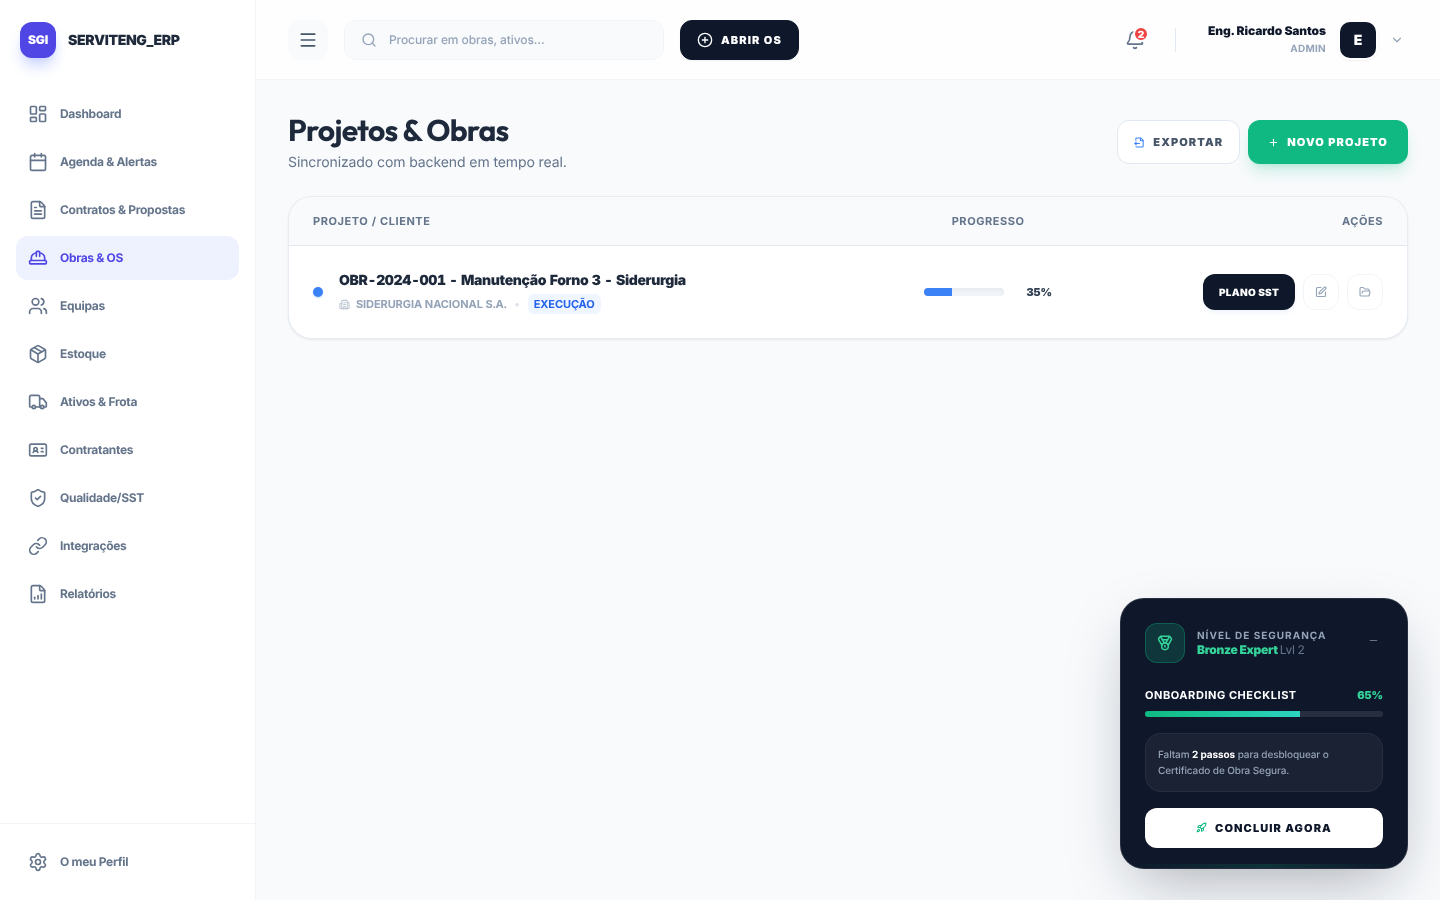 SGI SERVITENG_ERP
Procurar em obras, ativos...
ABRIR OS
2
Eng. Ricardo Santos
ADMIN
E
Dashboard
Agenda & Alertas
Contratos & Propostas
Obras & OS
Equipas
Estoque
Ativos & Frota
Contratantes
Qualidade/SST
Integrações
Relatórios
O meu Perfil
Projetos & Obras
Sincronizado com backend em tempo real.
EXPORTAR
NOVO PROJETO
PROJETO / CLIENTE PROGRESSO AÇÕES
OBR-2024-001 - Manutenção Forno 3 - Siderurgia
SIDERURGIA NACIONAL S.A. • EXECUÇÃO
35%
PLANO SST
NÍVEL DE SEGURANÇA
Bronze Expert Lvl 2
ONBOARDING CHECKLIST 65%
Faltam 2 passos para desbloquear o
Certificado de Obra Segura.
CONCLUIR AGORA